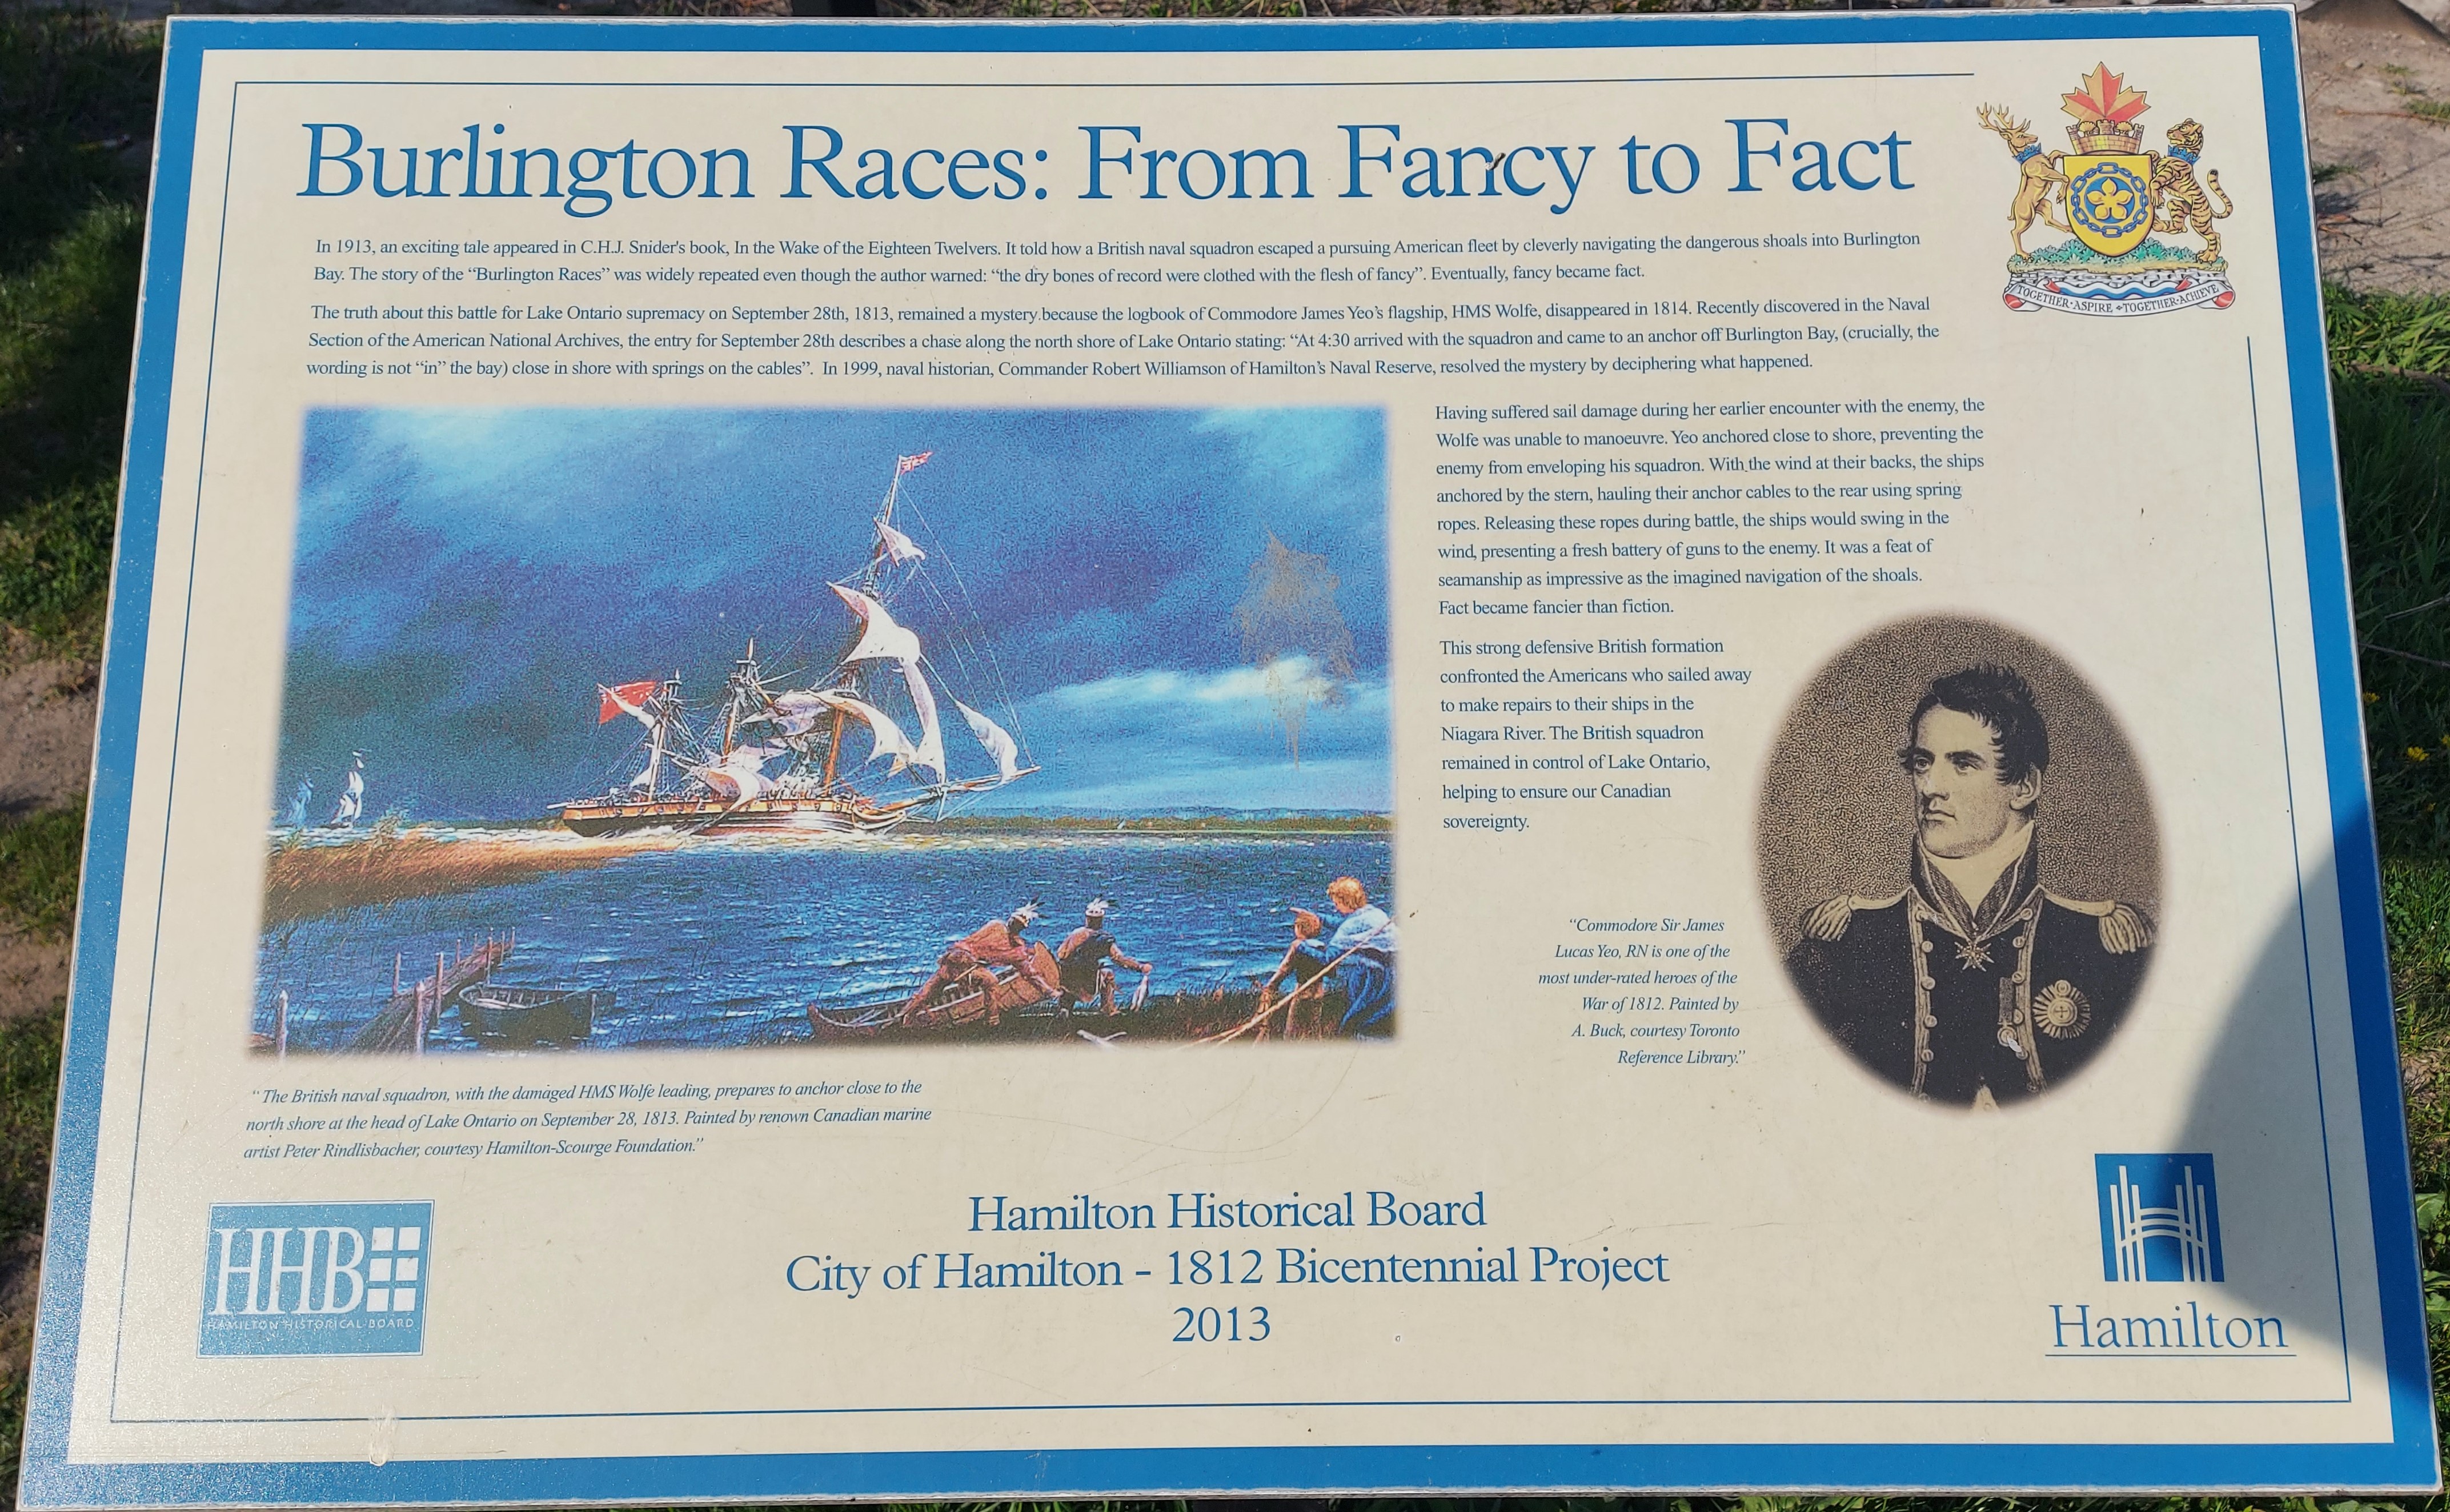 Burlington Races: From Fancy to Fact
In 1913, an exciting tale appeared in C.H.J. Snider's book, In the Wake of the Eighteen Twelvers. It told how a British naval squadron escaped a pursuing American fleet by cleverly navigating the dangerous shoals into Burlington
Bay. The story of the “Burlington Races” was widely repeated even though the author warned: “the dry bones of record were clothed with the flesh of fancy”. Eventually, fancy became fact.
TOGETHER·ASPIRE TOGETHER·ACHIEVE
The truth about this battle for Lake Ontario supremacy on September 28th, 1813, remained a mystery because the logbook of Commodore James Yeo's flagship, HMS Wolfe, disappeared in 1814. Recently discovered in the Naval
Section of the American National Archives, the entry for September 28th describes a chase along the north shore of Lake Ontario stating: “At 4:30 arrived with the squadron and came to an anchor off Burlington Bay, (crucially, the
wording is not “in” the bay) close in shore with springs on the cables”. In 1999, naval historian, Commander Robert Williamson of Hamilton's Naval Reserve, resolved the mystery by deciphering what happened.
Having suffered sail damage during her earlier encounter with the enemy, the
Wolfe was unable to manoeuvre. Yeo anchored close to shore, preventing the
enemy from enveloping his squadron. With the wind at their backs, the ships
anchored by the stern, hauling their anchor cables to the rear using spring
ropes. Releasing these ropes during battle, the ships would swing in the
wind, presenting a fresh battery of guns to the enemy. It was a feat of
seamanship as impressive as the imagined navigation of the shoals.
Fact became fancier than fiction.
This strong defensive British formation
confronted the Americans who sailed away
to make repairs to their ships in the
Niagara River. The British squadron
remained in control of Lake Ontario,
helping to ensure our Canadian
sovereignty.
“Commodore Sir James
Lucas Yeo, RN is one of the
most under-rated heroes of the
War of 1812. Painted by
A. Buck, courtesy Toronto
Reference Library.”
“The British naval squadron, with the damaged HMS Wolfe leading, prepares to anchor close to the
north shore at the head of Lake Ontario on September 28, 1813. Painted by renown Canadian marine
artist Peter Rindlisbacher, courtesy Hamilton-Scourge Foundation.”
HHB
HAMILTON HISTORICAL BOARD
Hamilton Historical Board
City of Hamilton - 1812 Bicentennial Project
2013
Hamilton